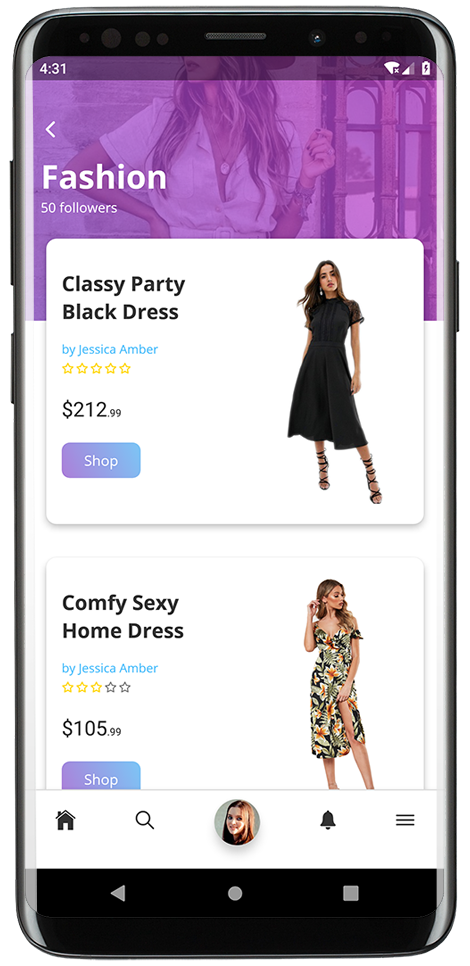 4:31
Fashion
50 followers
Classy Party
Black Dress
by Jessica Amber
$212.99
Shop
Comfy Sexy
Home Dress
by Jessica Amber
$105.99
Shop